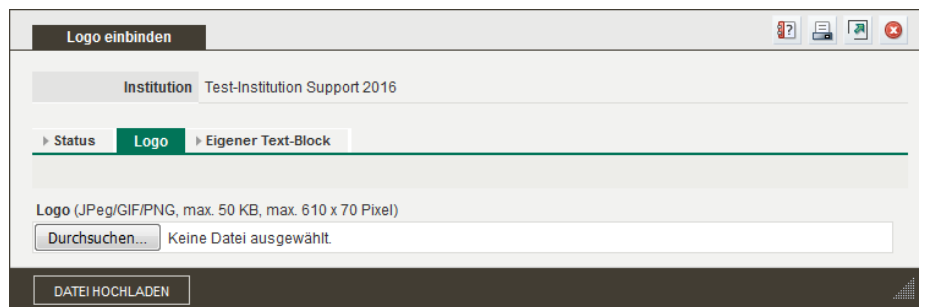 Logo einbinden
Institution Test-Institution Support 2016
Status Logo Eigener Text-Block
Logo (JPeg/GIF/PNG, max. 50 KB, max. 610 x 70 Pixel)
Durchsuchen... Keine Datei ausgewählt.
DATEI HOCHLADEN